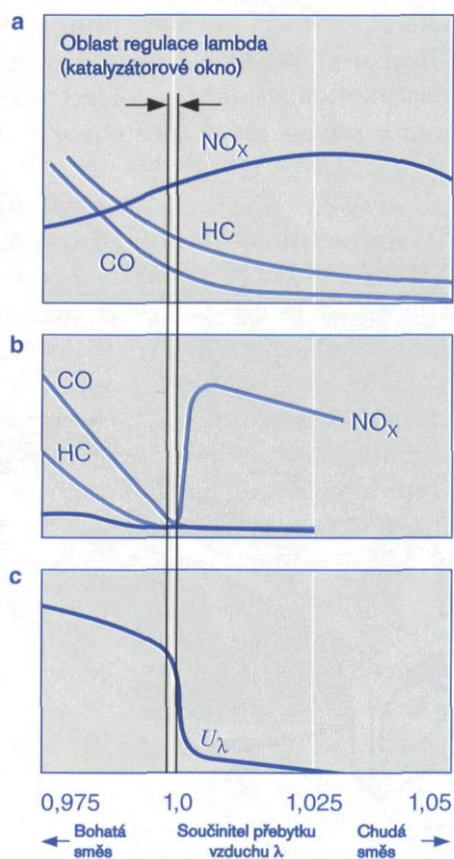 a
Oblast regulace lambda
(katalyzátorové okno)
NOX
HC
CO
b
CO
HC
NOX
c
Uλ
0,975 1,0 1,025 1,05
Bohatá
směs
Součinitel přebytku
vzduchu λ
Chudá
směs